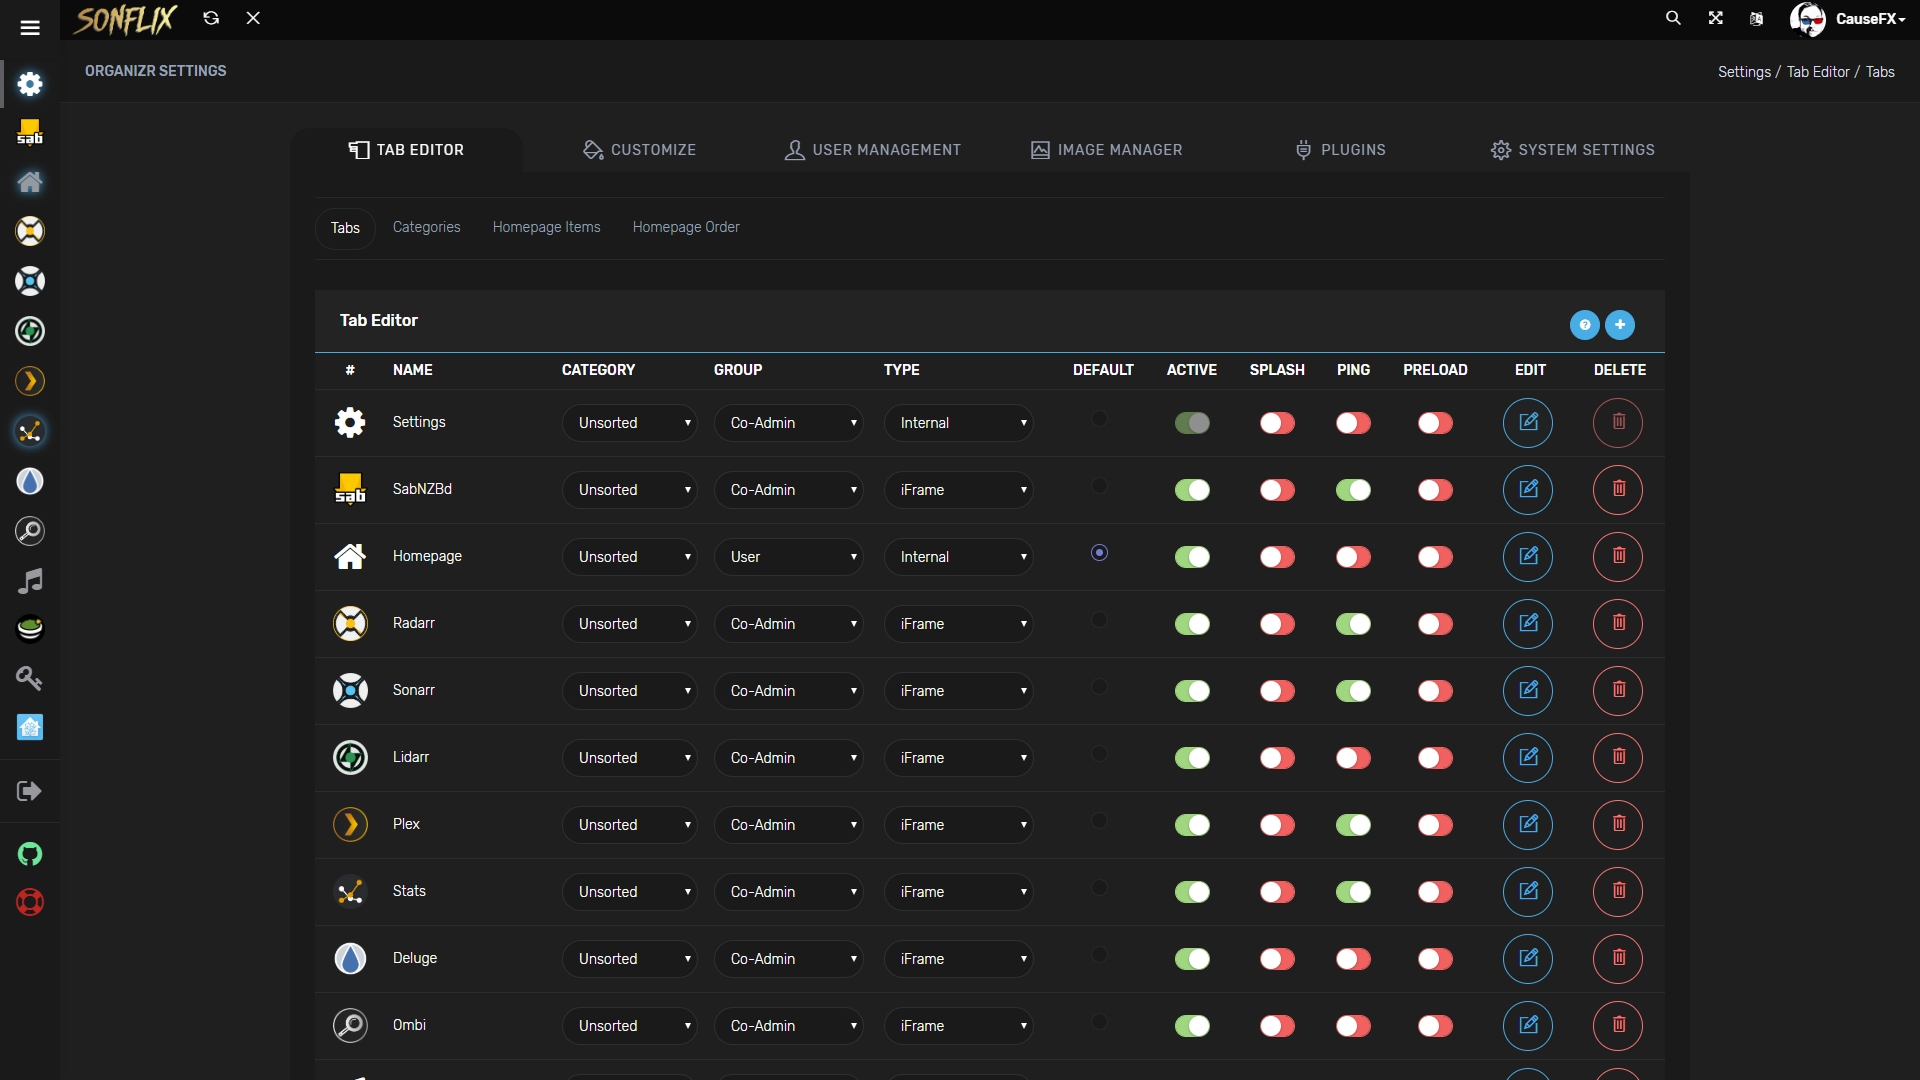 SONFLIX
CauseFX
ORGANIZR SETTINGS
Settings / Tab Editor / Tabs
TAB EDITOR CUSTOMIZE USER MANAGEMENT IMAGE MANAGER PLUGINS SYSTEM SETTINGS
Tabs Categories Homepage Items Homepage Order
Tab Editor
# NAME CATEGORY GROUP TYPE DEFAULT ACTIVE SPLASH PING PRELOAD EDIT DELETE
Settings Unsorted Co-Admin Internal
sab SabNZBd Unsorted Co-Admin iFrame
Homepage Unsorted User Internal
Radarr Unsorted Co-Admin iFrame
Sonarr Unsorted Co-Admin iFrame
Lidarr Unsorted Co-Admin iFrame
Plex Unsorted Co-Admin iFrame
Stats Unsorted Co-Admin iFrame
Deluge Unsorted Co-Admin iFrame
Ombi Unsorted Co-Admin iFrame
sab